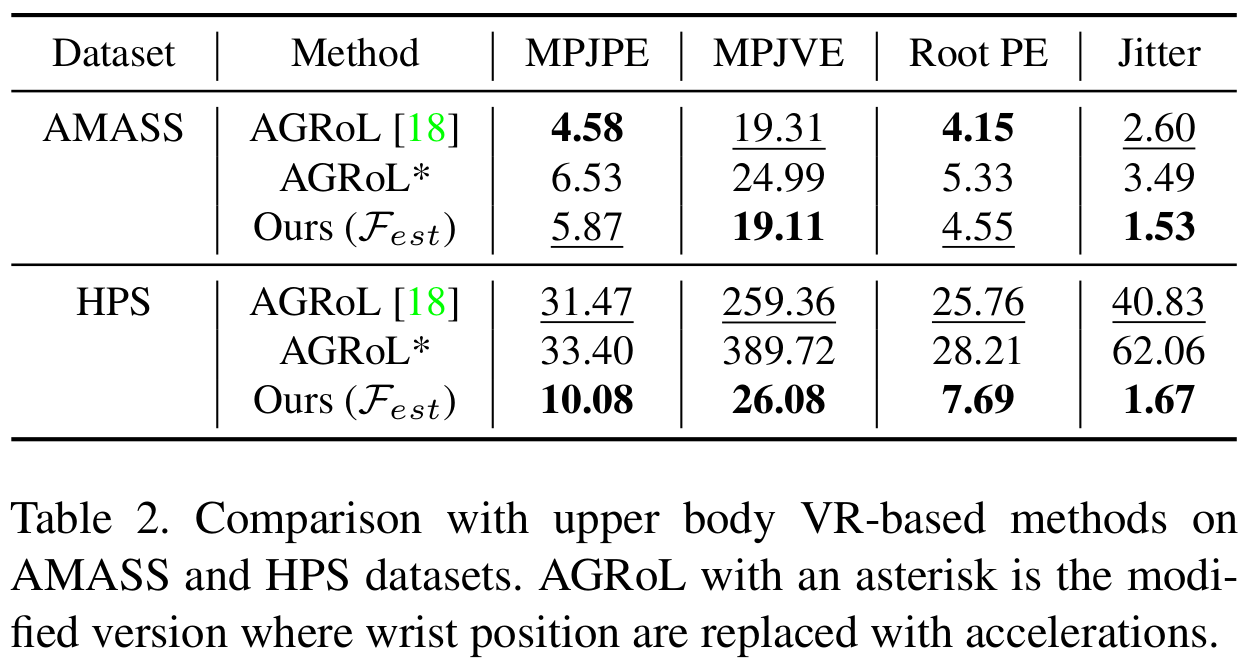 Dataset Method MPJPE MPJVE Root PE Jitter
AMASS AGRoL [18] 4.58 19.31 4.15 2.60
AGRoL* 6.53 24.99 5.33 3.49
Ours (ℱest) 5.87 19.11 4.55 1.53
HPS AGRoL [18] 31.47 259.36 25.76 40.83
AGRoL* 33.40 389.72 28.21 62.06
Ours (ℱest) 10.08 26.08 7.69 1.67
Table 2. Comparison with upper body VR-based methods on
AMASS and HPS datasets. AGRoL with an asterisk is the modi-
fied version where wrist position are replaced with accelerations.